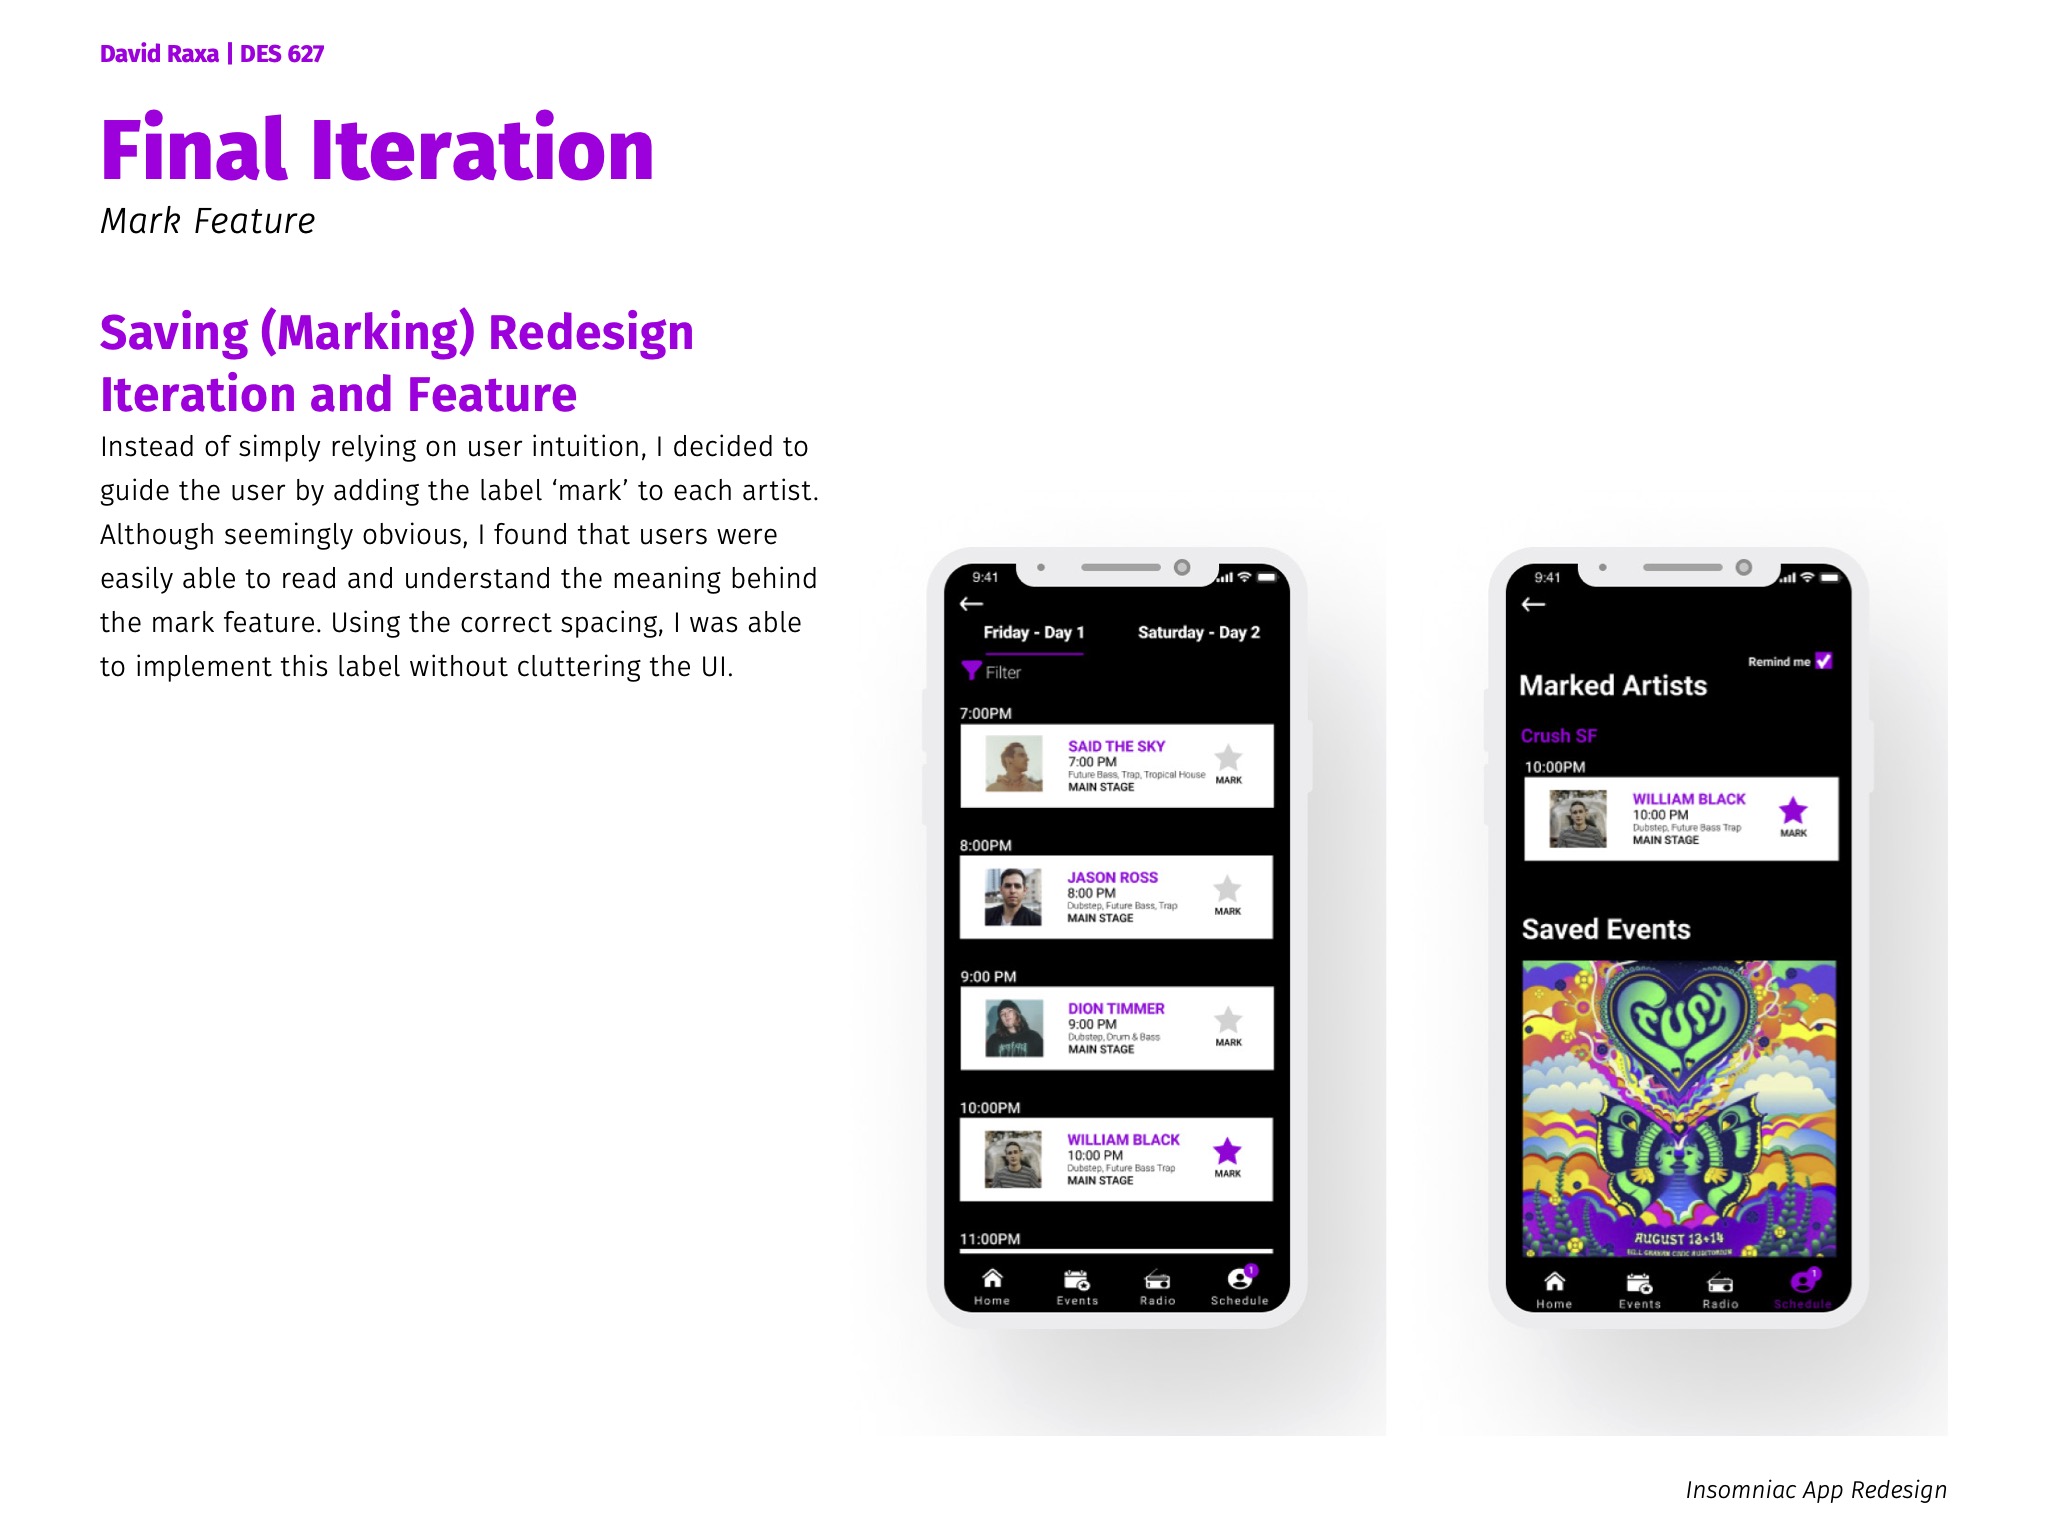 David Raxa | DES 627
Final Iteration
Mark Feature
Saving (Marking) Redesign
Iteration and Feature
Instead of simply relying on user intuition, I decided to
guide the user by adding the label ‘mark’ to each artist.
Although seemingly obvious, I found that users were
easily able to read and understand the meaning behind
the mark feature. Using the correct spacing, I was able
to implement this label without cluttering the UI.
9:41
Friday - Day 1 Saturday - Day 2
Filter
7:00PM
SAID THE SKY
7:00 PM
Future Bass, Trap, Tropical House
MAIN STAGE
MARK
8:00PM
JASON ROSS
8:00 PM
Dubstep, Future Bass, Trap
MAIN STAGE
MARK
9:00 PM
DION TIMMER
9:00 PM
Dubstep, Drum & Bass
MAIN STAGE
MARK
10:00PM
WILLIAM BLACK
10:00 PM
Dubstep, Future Bass Trap
MAIN STAGE
MARK
11:00PM
1
Home Events Radio Schedule
9:41
Remind me
Marked Artists
Crush SF
10:00PM
WILLIAM BLACK
10:00 PM
Dubstep, Future Bass Trap
MAIN STAGE
MARK
Saved Events
CRUSH
AUGUST 13+14
BILL GRAHAM CIVIC AUDITORIUM
1
Home Events Radio Schedule
Insomniac App Redesign